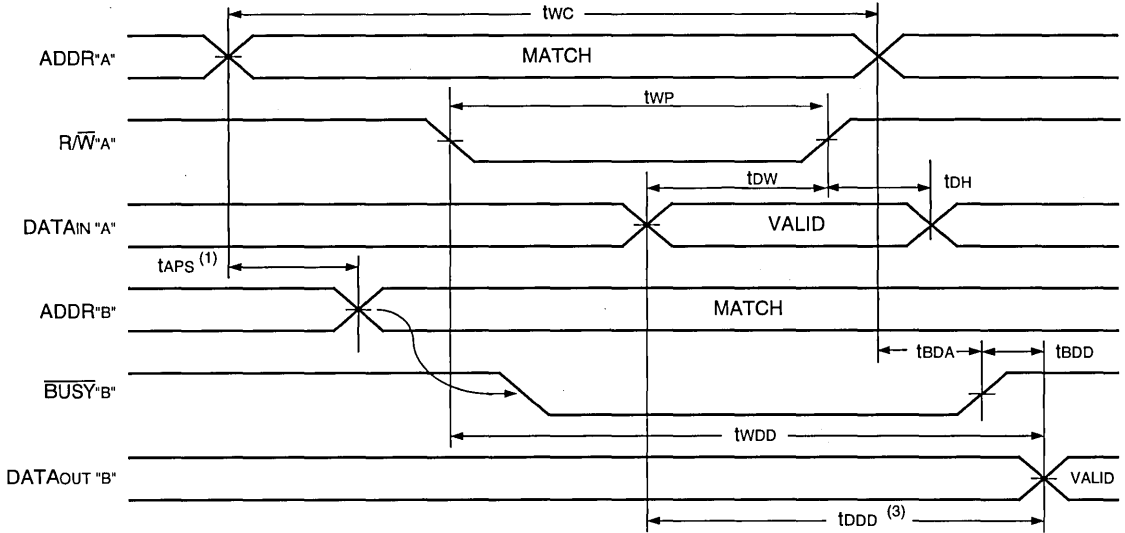 tWC
ADDR"A"
MATCH
tWP
R/W̅"A"
tDW
tDH
DATAIN "A"
VALID
tAPS (1)
ADDR"B"
MATCH
tBDA
tBDD
B̅U̅S̅Y̅"B"
tWDD
DATAOUT "B"
VALID
tDDD (3)